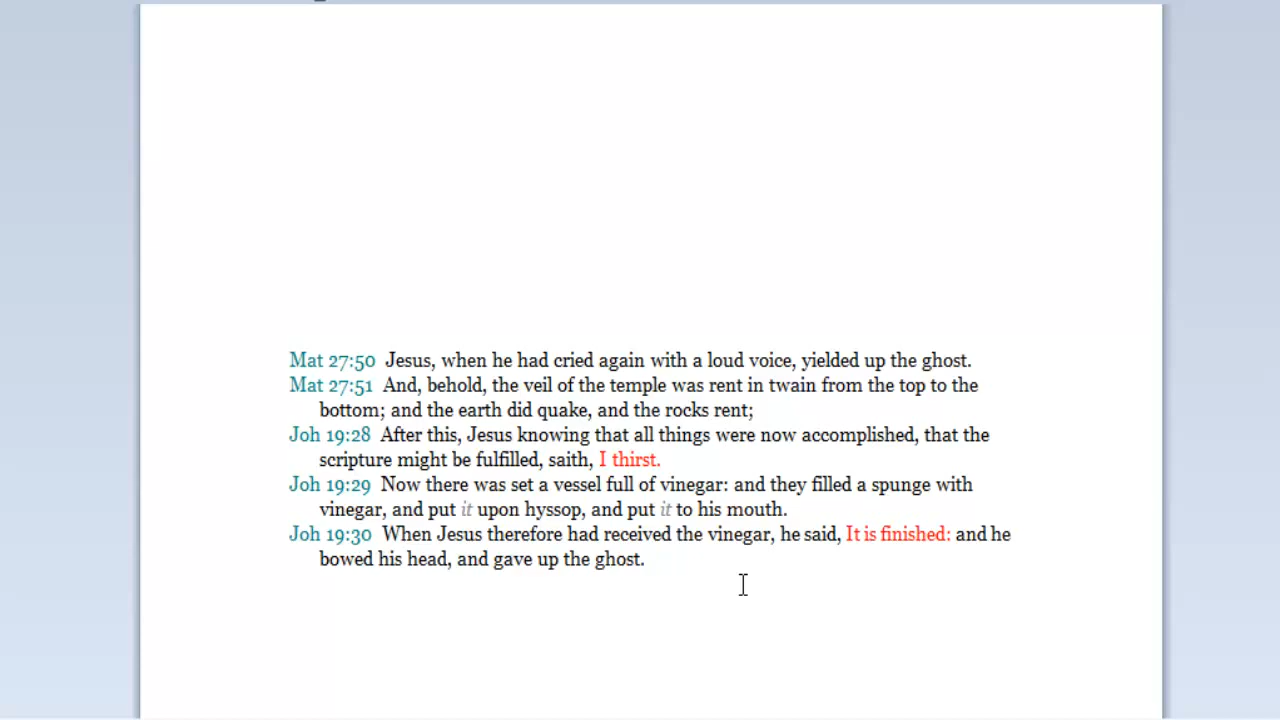 Mat 27:50 Jesus, when he had cried again with a loud voice, yielded up the ghost.
Mat 27:51 And, behold, the veil of the temple was rent in twain from the top to the
bottom; and the earth did quake, and the rocks rent;
Joh 19:28 After this, Jesus knowing that all things were now accomplished, that the
scripture might be fulfilled, saith, I thirst.
Joh 19:29 Now there was set a vessel full of vinegar: and they filled a spunge with
vinegar, and put it upon hyssop, and put it to his mouth.
Joh 19:30 When Jesus therefore had received the vinegar, he said, It is finished: and he
bowed his head, and gave up the ghost.